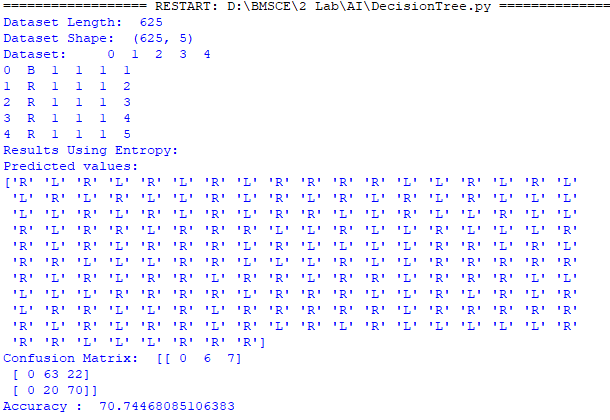 ================== RESTART: D:\BMSCE\2 Lab\AI\DecisionTree.py ==============
Dataset Length:  625
Dataset Shape:  (625, 5)
Dataset:    0  1  2  3  4
0  B  1  1  1  1
1  R  1  1  1  2
2  R  1  1  1  3
3  R  1  1  1  4
4  R  1  1  1  5
Results Using Entropy:
Predicted values:
['R' 'L' 'R' 'L' 'R' 'L' 'R' 'L' 'R' 'R' 'R' 'R' 'L' 'L' 'R' 'L' 'R' 'L'
 'L' 'R' 'L' 'R' 'L' 'L' 'R' 'L' 'R' 'L' 'R' 'L' 'R' 'L' 'R' 'L' 'L' 'L'
 'L' 'L' 'R' 'L' 'R' 'L' 'R' 'L' 'R' 'R' 'L' 'L' 'R' 'L' 'L' 'R' 'L' 'L'
 'R' 'L' 'R' 'R' 'L' 'R' 'R' 'R' 'L' 'L' 'R' 'L' 'L' 'R' 'L' 'L' 'L' 'R'
 'R' 'L' 'R' 'L' 'R' 'R' 'R' 'L' 'R' 'L' 'L' 'L' 'L' 'R' 'R' 'L' 'R' 'L'
 'R' 'R' 'L' 'L' 'L' 'R' 'R' 'L' 'L' 'L' 'R' 'L' 'L' 'R' 'R' 'R' 'R' 'R'
 'R' 'L' 'R' 'L' 'R' 'R' 'L' 'R' 'R' 'L' 'R' 'R' 'L' 'R' 'R' 'R' 'L' 'L'
 'L' 'L' 'L' 'R' 'R' 'R' 'R' 'L' 'R' 'R' 'R' 'L' 'L' 'R' 'L' 'R' 'L' 'R'
 'L' 'R' 'R' 'L' 'L' 'R' 'L' 'R' 'R' 'R' 'R' 'R' 'L' 'R' 'R' 'R' 'R' 'R'
 'R' 'L' 'R' 'L' 'R' 'R' 'L' 'R' 'L' 'R' 'L' 'R' 'L' 'L' 'L' 'L' 'L' 'R'
 'R' 'R' 'L' 'L' 'L' 'R' 'R' 'R']
Confusion Matrix:  [[ 0  6  7]
 [ 0 63 22]
 [ 0 20 70]]
Accuracy :  70.74468085106383